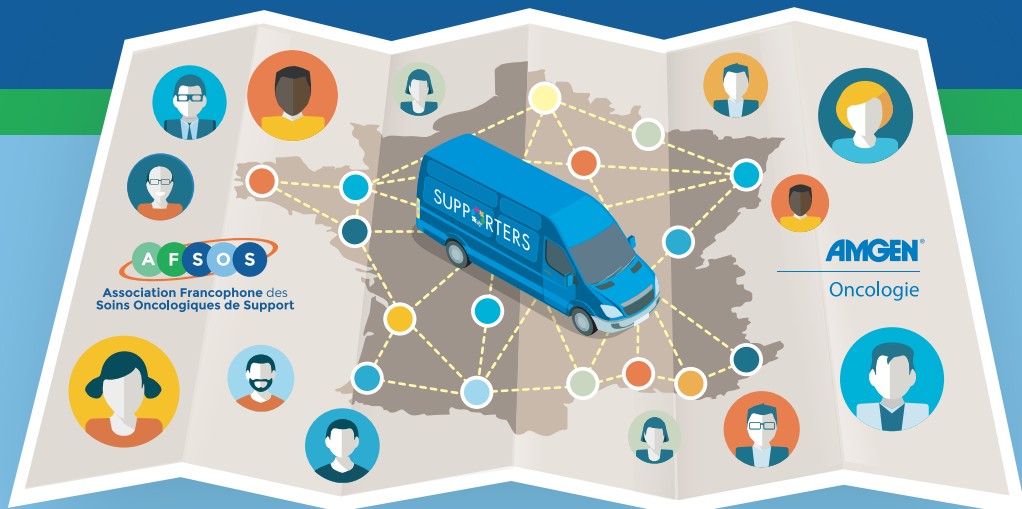 SUPPORTERS
AFSOS
Association Francophone des
Soins Oncologiques de Support
AMGEN®
Oncologie